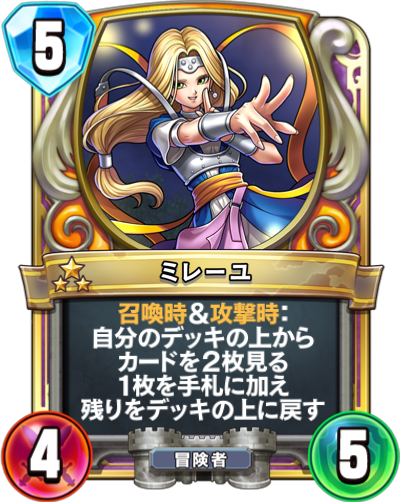 5
ミレーユ
召喚時&攻撃時:
自分のデッキの上から
カードを2枚見る
1枚を手札に加え
残りをデッキの上に戻す
4
冒険者
5